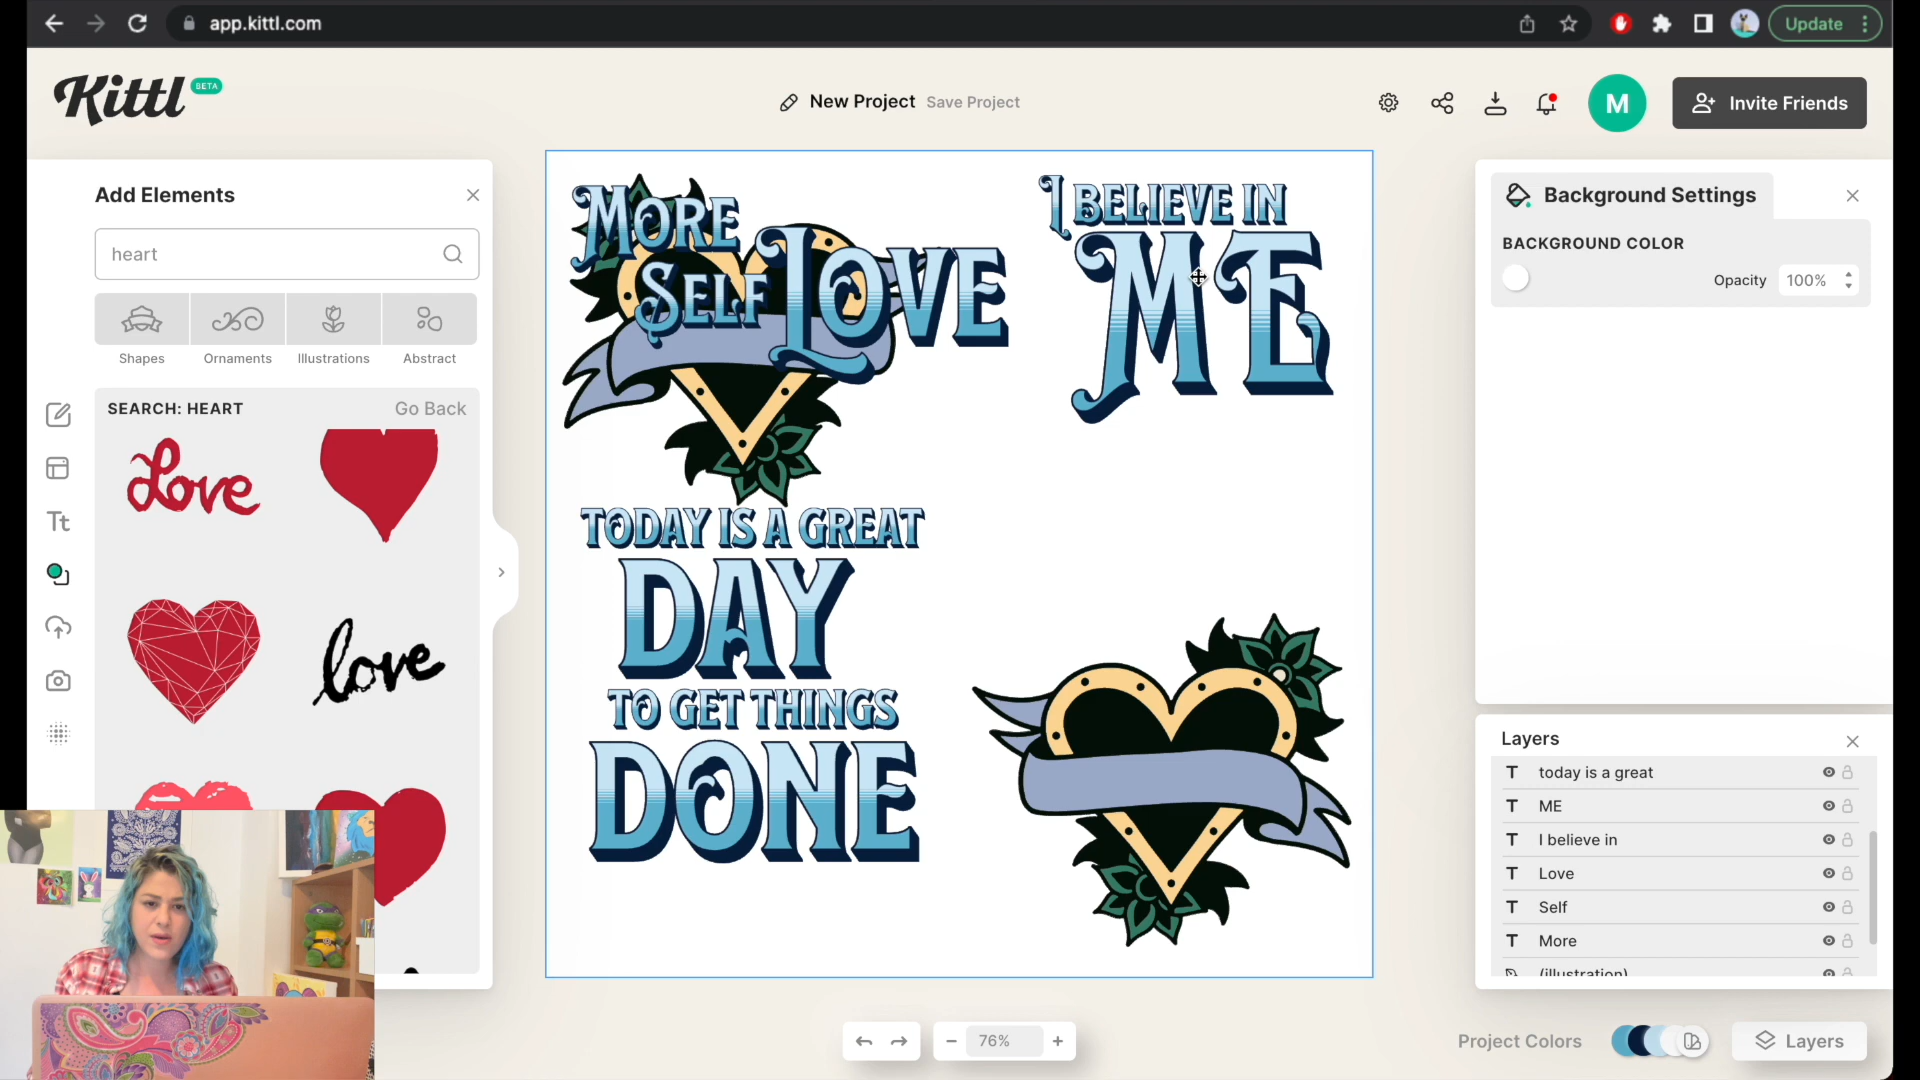 app.kittl.com
Update
Kittl BETA
New Project Save Project
M
Invite Friends
Add Elements
heart
Shapes Ornaments Illustrations Abstract
SEARCH: HEART Go Back
Love
love
Tt
MORE
SELF LOVE
I BELIEVE IN
ME
TODAY IS A GREAT
DAY
TO GET THINGS
DONE
76%
Background Settings
BACKGROUND COLOR
Opacity 100%
Layers
T today is a great
T ME
T I believe in
T Love
T Self
T More
(illustration)
Project Colors
Layers